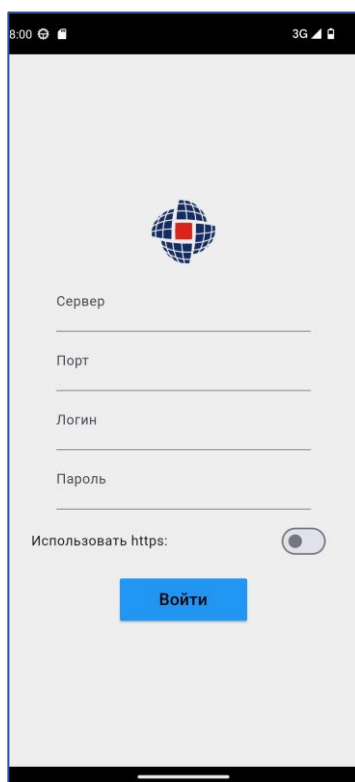 8:00 3G
Сервер
Порт
Логин
Пароль
Использовать https:
Войти